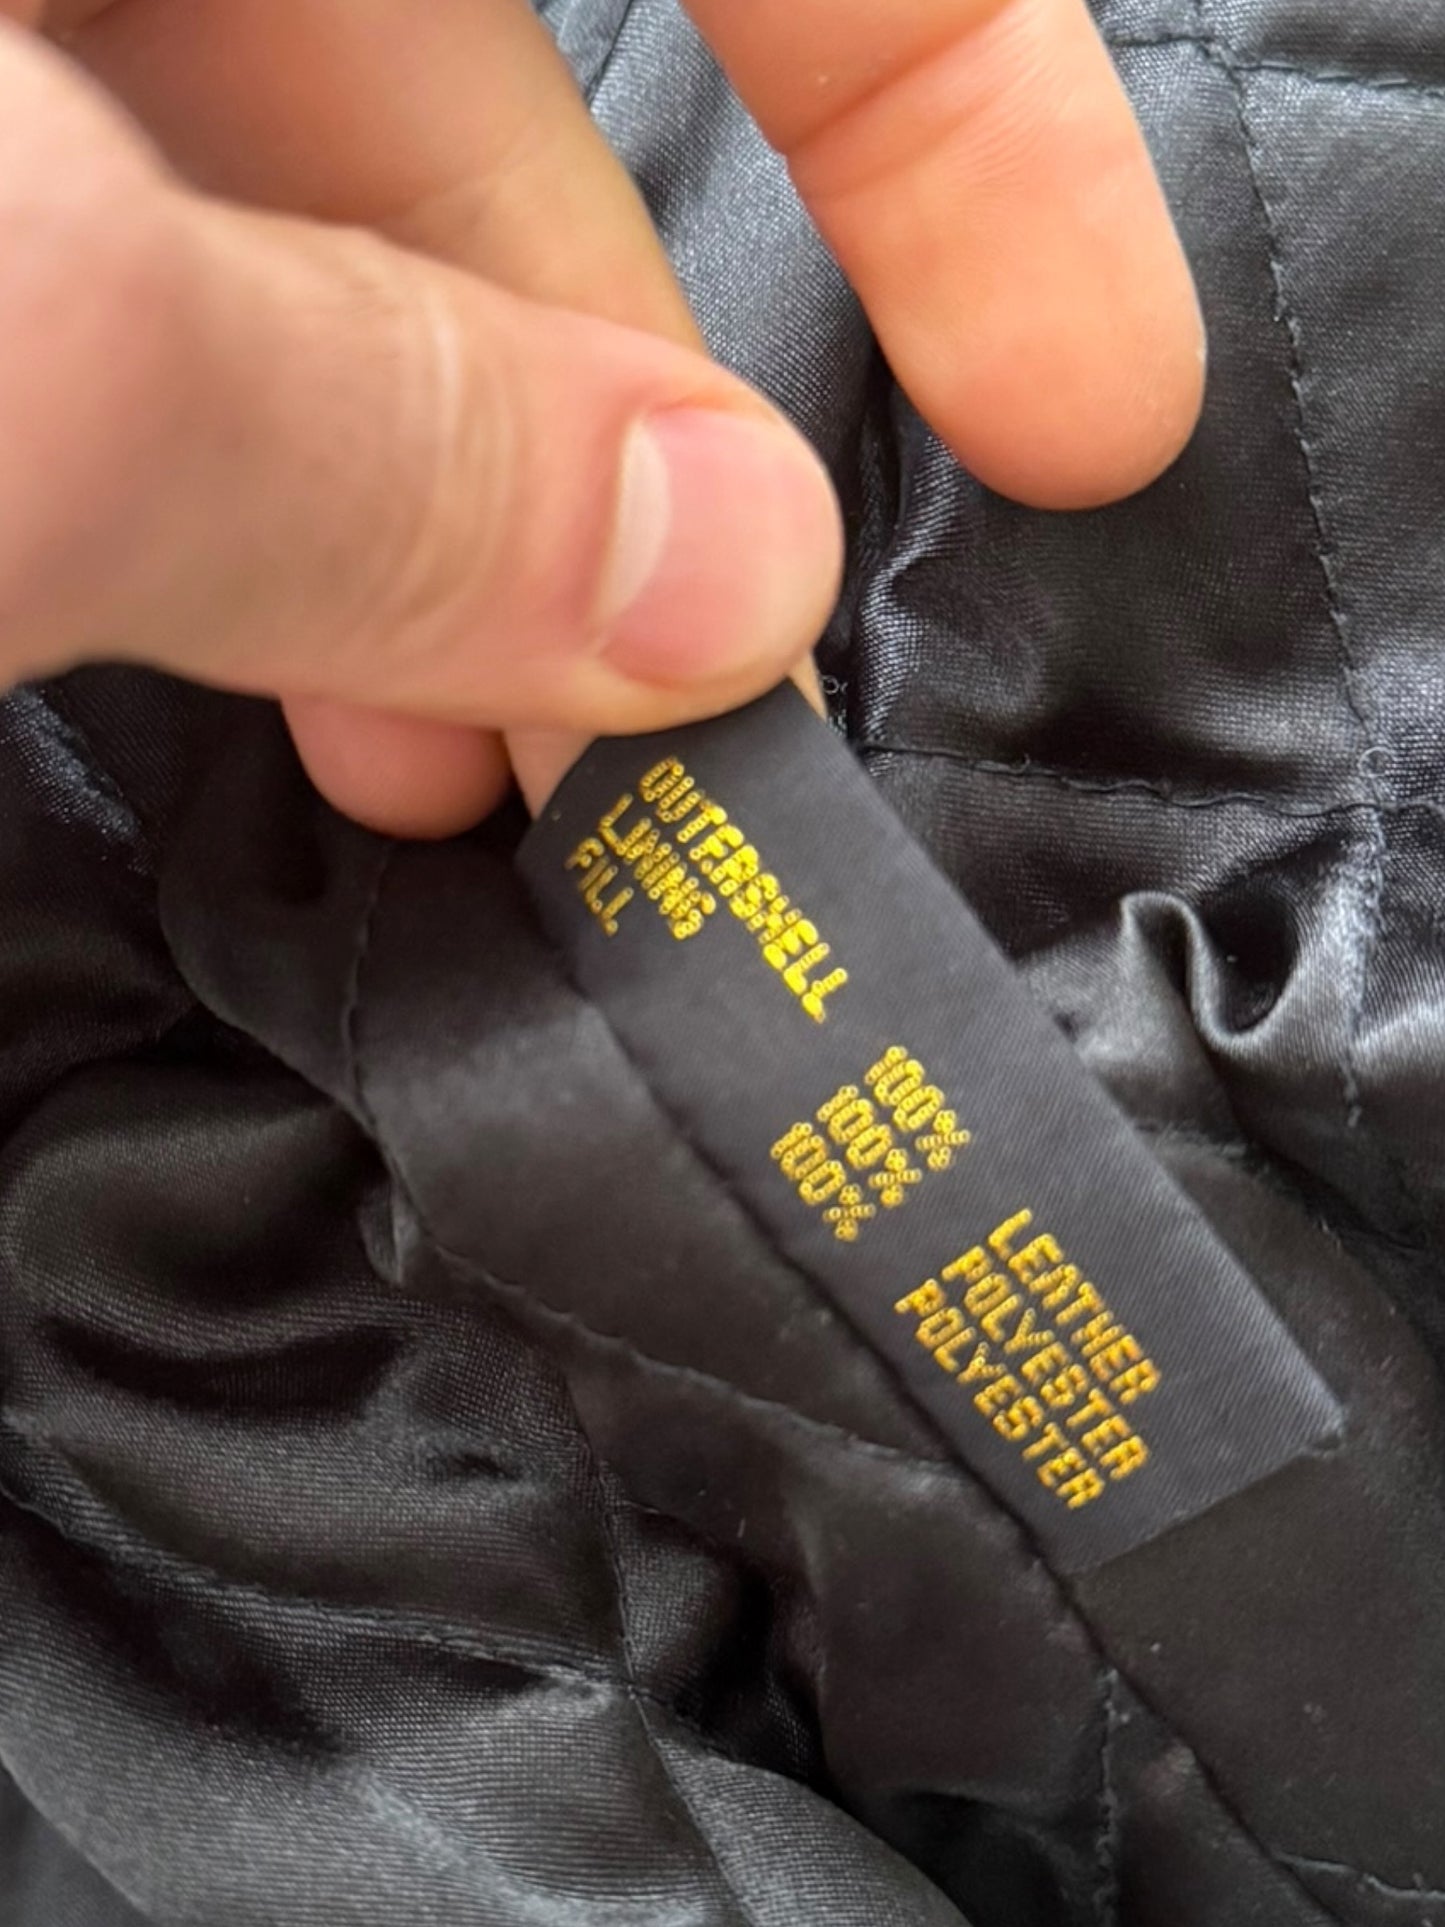 OUTERSHELL 100% LEATHER
LINING 100% POLYESTER
FILL 100% POLYESTER